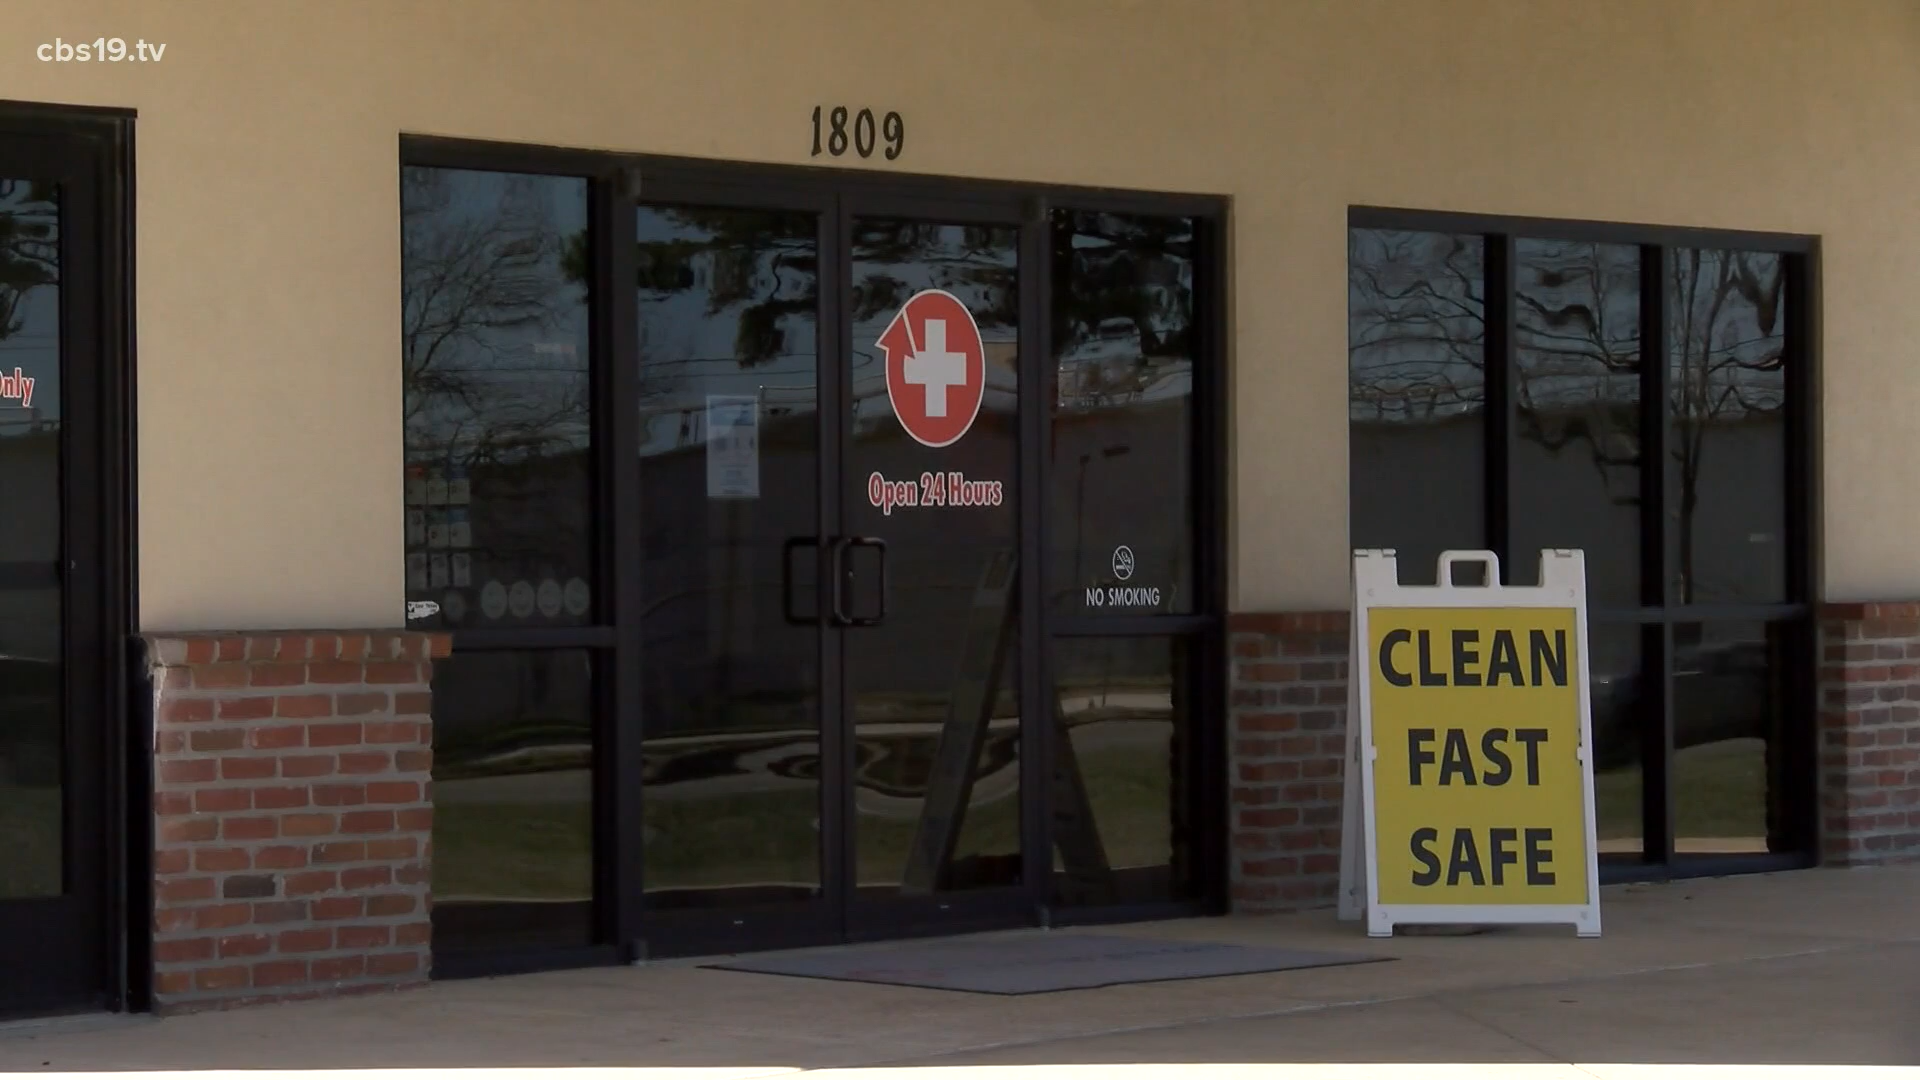 cbs19.tv
1809
Only
Open 24 Hours
NO SMOKING
CLEAN
FAST
SAFE